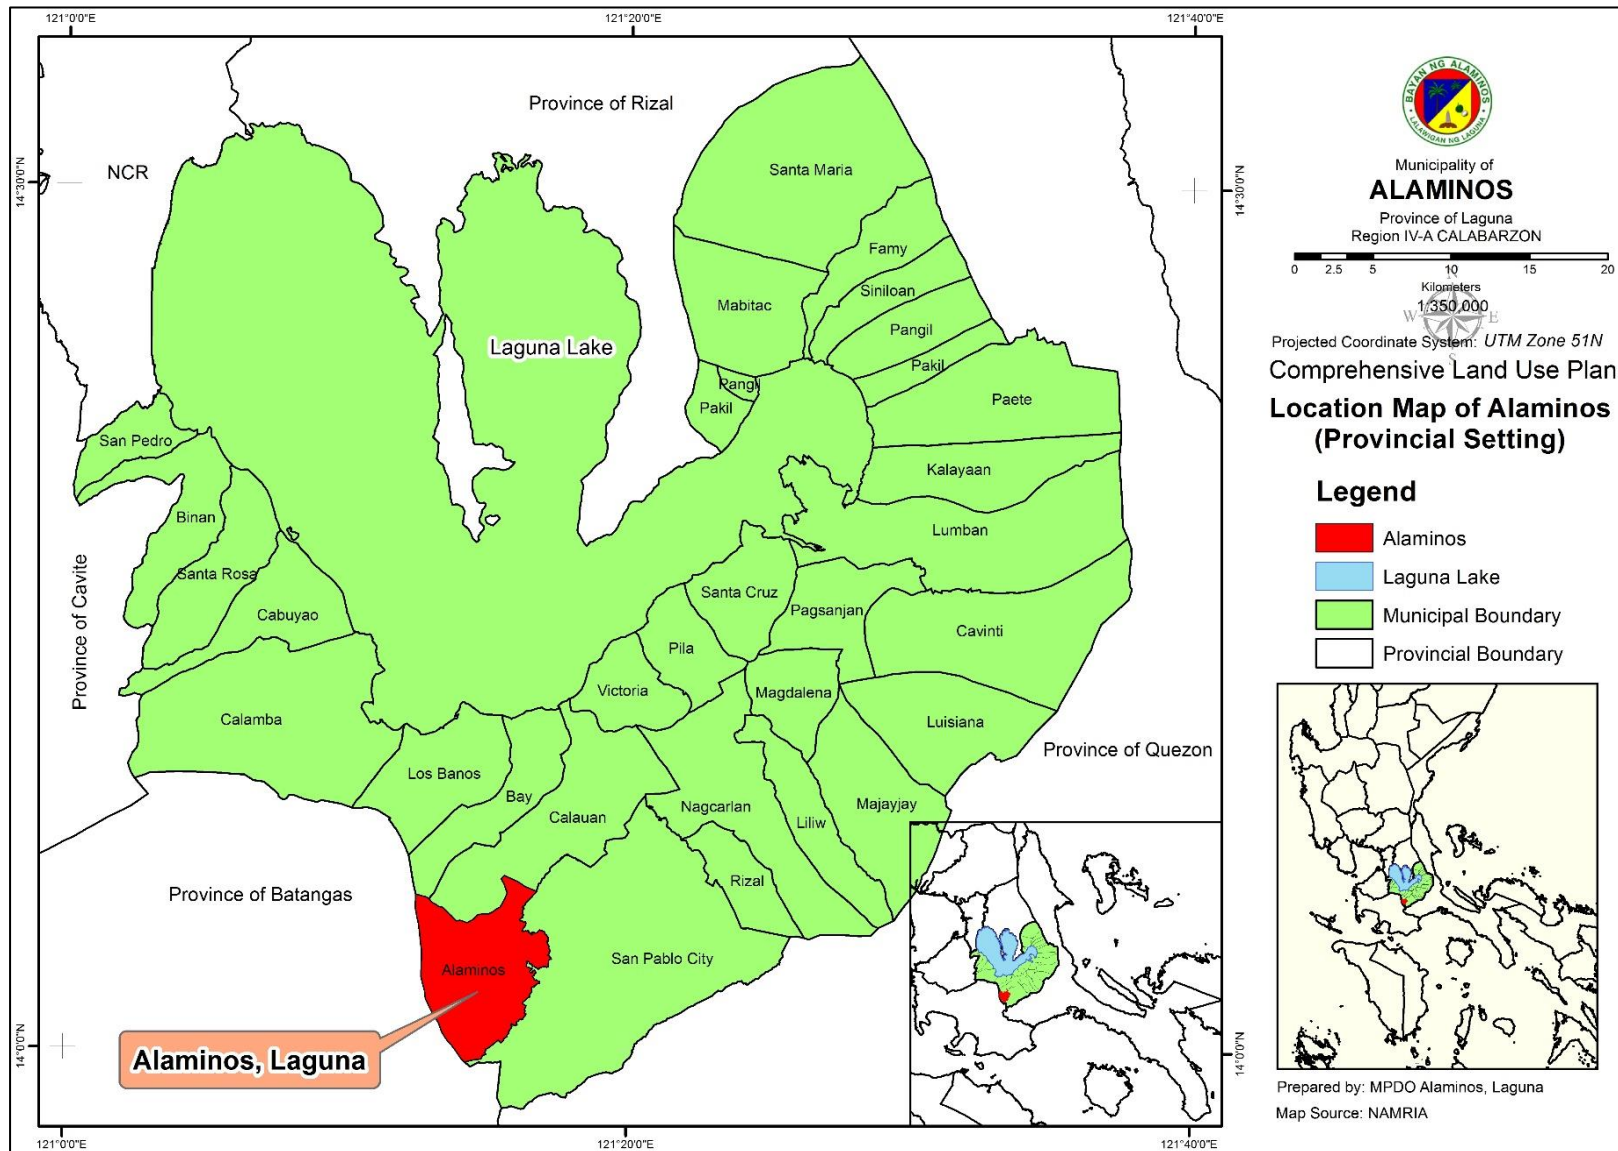 121°0'0"E
121°20'0"E
121°40'0"E
14°30'0"N
14°30'0"N
14°0'0"N
14°0'0"N
121°0'0"E
121°20'0"E
121°40'0"E
Province of Rizal
NCR
Santa Maria
Famy
Siniloan
Mabitac
Pangil
Laguna Lake
Pakil
Pangil
Pakil
Paete
San Pedro
Kalayaan
Binan
Lumban
Santa Rosa
Province of Cavite
Santa Cruz
Cabuyao
Pagsanjan
Cavinti
Pila
Victoria
Magdalena
Calamba
Luisiana
Province of Quezon
Los Banos
Bay
Calauan
Nagcarlan
Majayjay
Liliw
Rizal
Province of Batangas
San Pablo City
Alaminos
Alaminos, Laguna
BAYAN NG ALAMINOS
LALAWIGAN NG LAGUNA
Municipality of
ALAMINOS
Province of Laguna
Region IV-A CALABARZON
0 2.5 5 10 15 20
Kilometers
1:350,000
N
W E
S
Projected Coordinate System: UTM Zone 51N
Comprehensive Land Use Plan
Location Map of Alaminos
(Provincial Setting)
Legend
Alaminos
Laguna Lake
Municipal Boundary
Provincial Boundary
Prepared by: MPDO Alaminos, Laguna
Map Source: NAMRIA